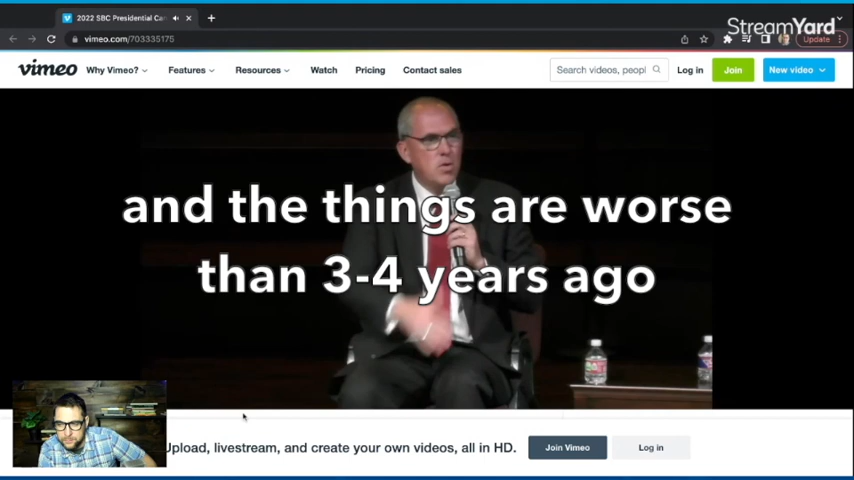 2022 SBC Presidential Can
StreamYard
vimeo.com/703335175
Update
vimeo Why Vimeo? Features Resources Watch Pricing Contact sales Search videos, peopl Log in Join New video
and the things are worse
than 3-4 years ago
Upload, livestream, and create your own videos, all in HD. Join Vimeo Log in